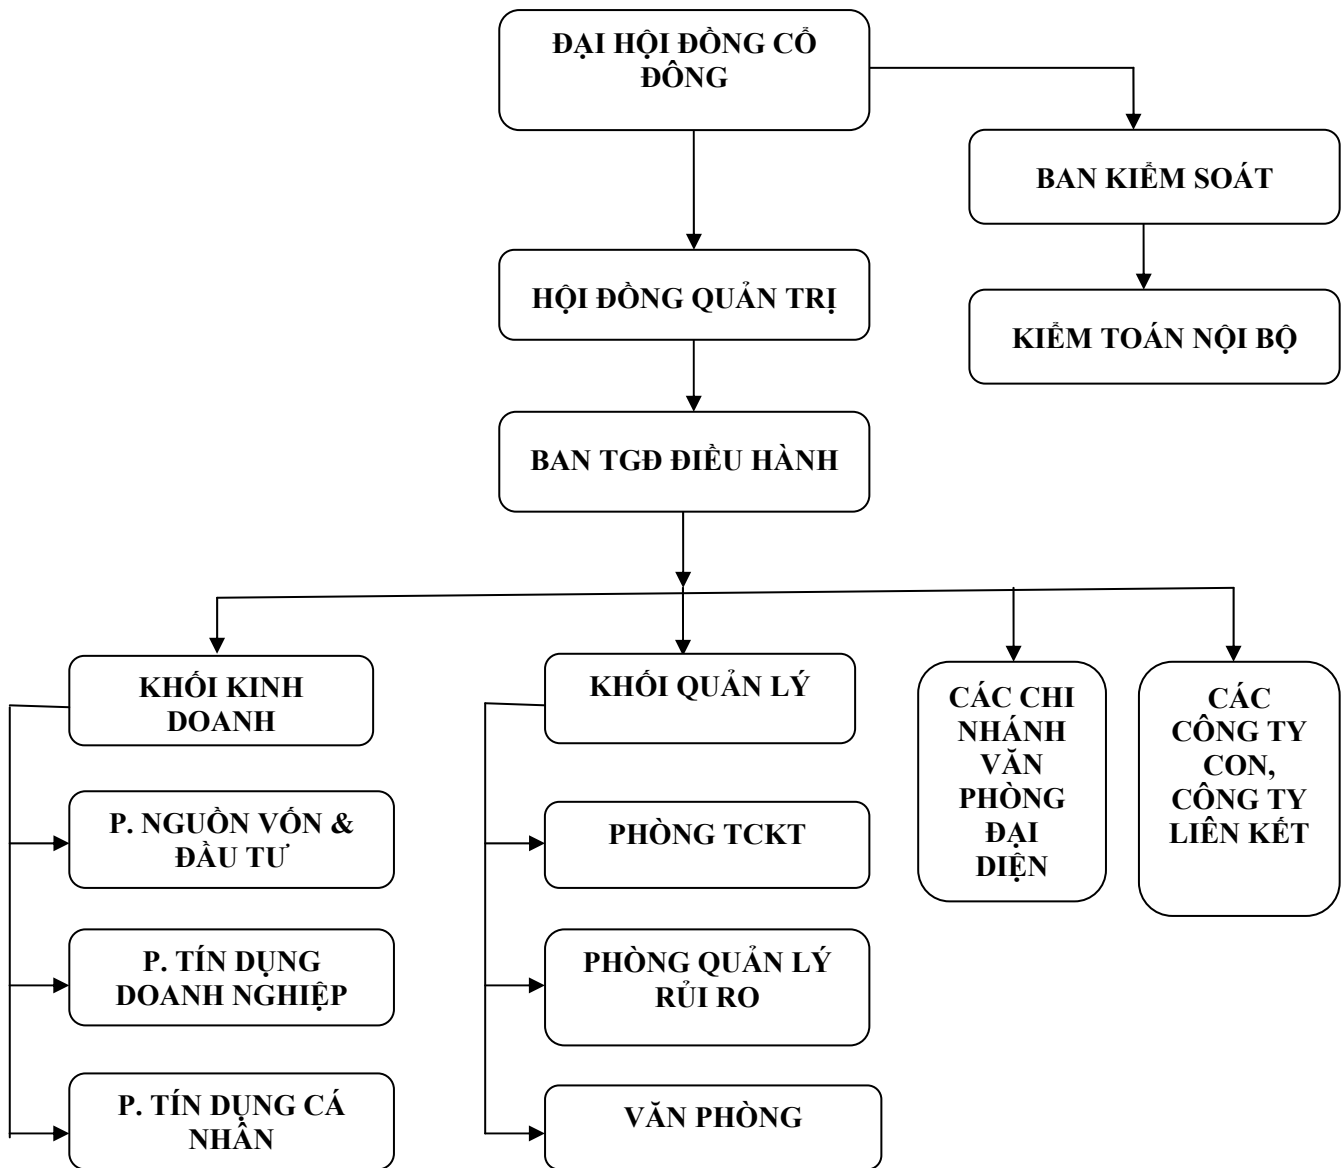 ĐẠI HỘI ĐỒNG CỔ
ĐÔNG
BAN KIỂM SOÁT
HỘI ĐỒNG QUẢN TRỊ
KIỂM TOÁN NỘI BỘ
BAN TGĐ ĐIỀU HÀNH
KHỐI KINH
DOANH
P. NGUỒN VỐN &
ĐẦU TƯ
P. TÍN DỤNG
DOANH NGHIỆP
P. TÍN DỤNG CÁ
NHÂN
KHỐI QUẢN LÝ
PHÒNG TCKT
PHÒNG QUẢN LÝ
RỦI RO
VĂN PHÒNG
CÁC CHI
NHÁNH
VĂN
PHÒNG
ĐẠI
DIỆN
CÁC
CÔNG TY
CON,
CÔNG TY
LIÊN KẾT